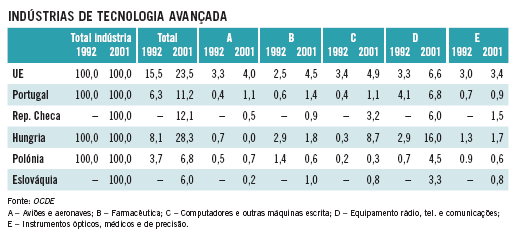 INDÚSTRIAS DE TECNOLOGIA AVANÇADA
Total Indústria Total A B C D E
1992 2001 1992 2001 1992 2001 1992 2001 1992 2001 1992 2001 1992 2001
UE 100,0 100,0 15,5 23,5 3,3 4,0 2,5 4,5 3,4 4,9 3,3 6,6 3,0 3,4
Portugal 100,0 100,0 6,3 11,2 0,4 1,1 0,6 1,4 0,4 1,1 4,1 6,8 0,7 0,9
Rep. Checa – 100,0 – 12,1 – 0,5 – 0,9 – 3,2 – 6,0 – 1,5
Hungria 100,0 100,0 8,1 28,3 0,7 0,0 2,9 1,8 0,3 8,7 2,9 16,0 1,3 1,7
Polónia 100,0 100,0 3,7 6,8 0,5 0,7 1,4 0,6 0,2 0,3 0,7 4,5 0,9 0,6
Eslováquia – 100,0 – 6,0 – 0,2 – 1,0 – 0,8 – 3,3 – 0,8
Fonte: OCDE
A – Aviões e aeronaves; B – Farmacêutica; C – Computadores e outras máquinas escrita; D – Equipamento rádio, tel. e comunicações;
E – Instrumentos ópticos, médicos e de precisão.